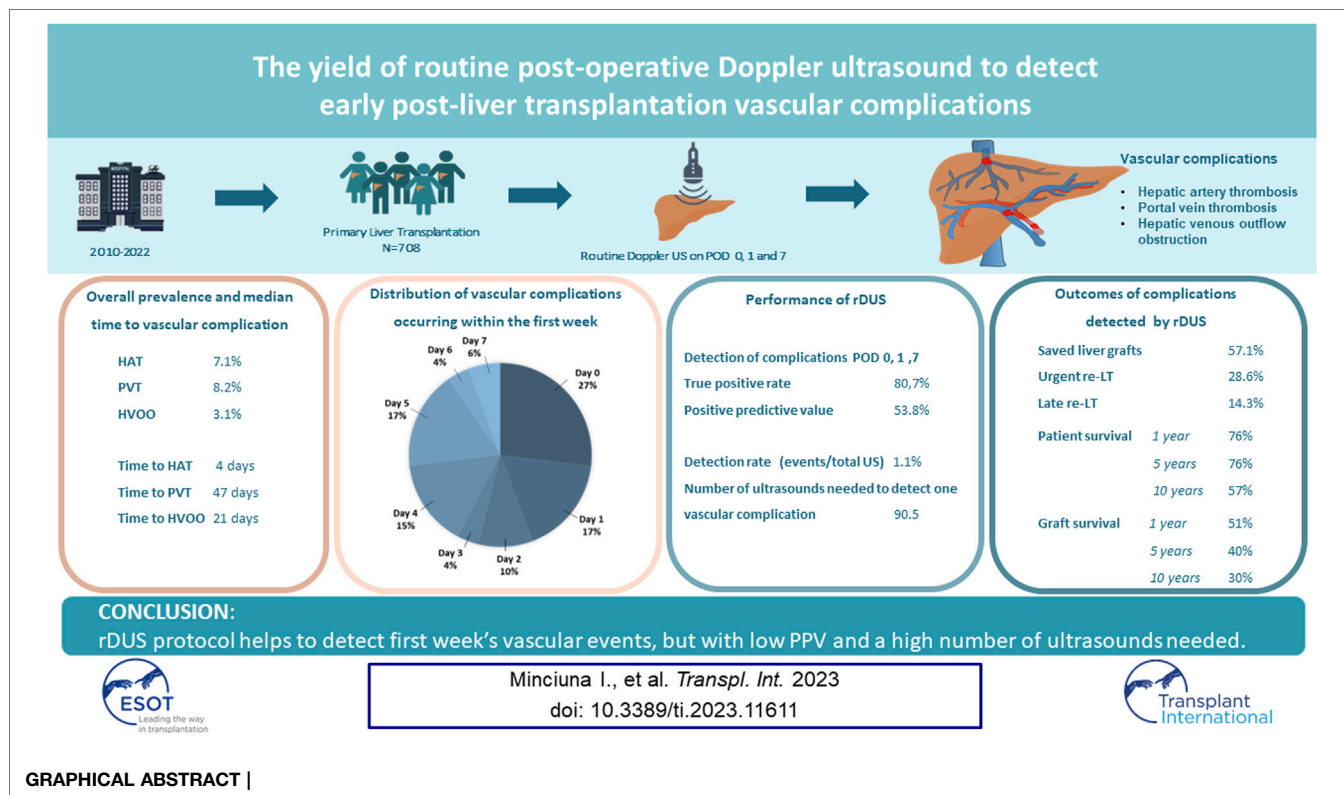 The yield of routine post-operative Doppler ultrasound to detect
early post-liver transplantation vascular complications
HOSPITAL
2010-2022
Primary Liver Transplantation
N=708
Routine Doppler US on POD 0, 1 and 7
Vascular complications
• Hepatic artery thrombosis
• Portal vein thrombosis
• Hepatic venous outflow
obstruction
Overall prevalence and median
time to vascular complication
HAT 7.1%
PVT 8.2%
HVOO 3.1%
Time to HAT 4 days
Time to PVT 47 days
Time to HVOO 21 days
Distribution of vascular complications
occurring within the first week
Day 0
27%
Day 1
17%
Day 2
10%
Day 3
4%
Day 4
15%
Day 5
17%
Day 6
4%
Day 7
6%
Performance of rDUS
Detection of complications POD 0, 1 ,7
True positive rate 80,7%
Positive predictive value 53.8%
Detection rate (events/total US) 1.1%
Number of ultrasounds needed to detect one
vascular complication 90.5
Outcomes of complications
detected by rDUS
Saved liver grafts 57.1%
Urgent re-LT 28.6%
Late re-LT 14.3%
Patient survival 1 year 76%
5 years 76%
10 years 57%
Graft survival 1 year 51%
5 years 40%
10 years 30%
CONCLUSION:
rDUS protocol helps to detect first week's vascular events, but with low PPV and a high number of ultrasounds needed.
ESOT
Leading the way
in transplantation
Minciuna I., et al. Transpl. Int. 2023
doi: 10.3389/ti.2023.11611
Transplant
International
GRAPHICAL ABSTRACT |